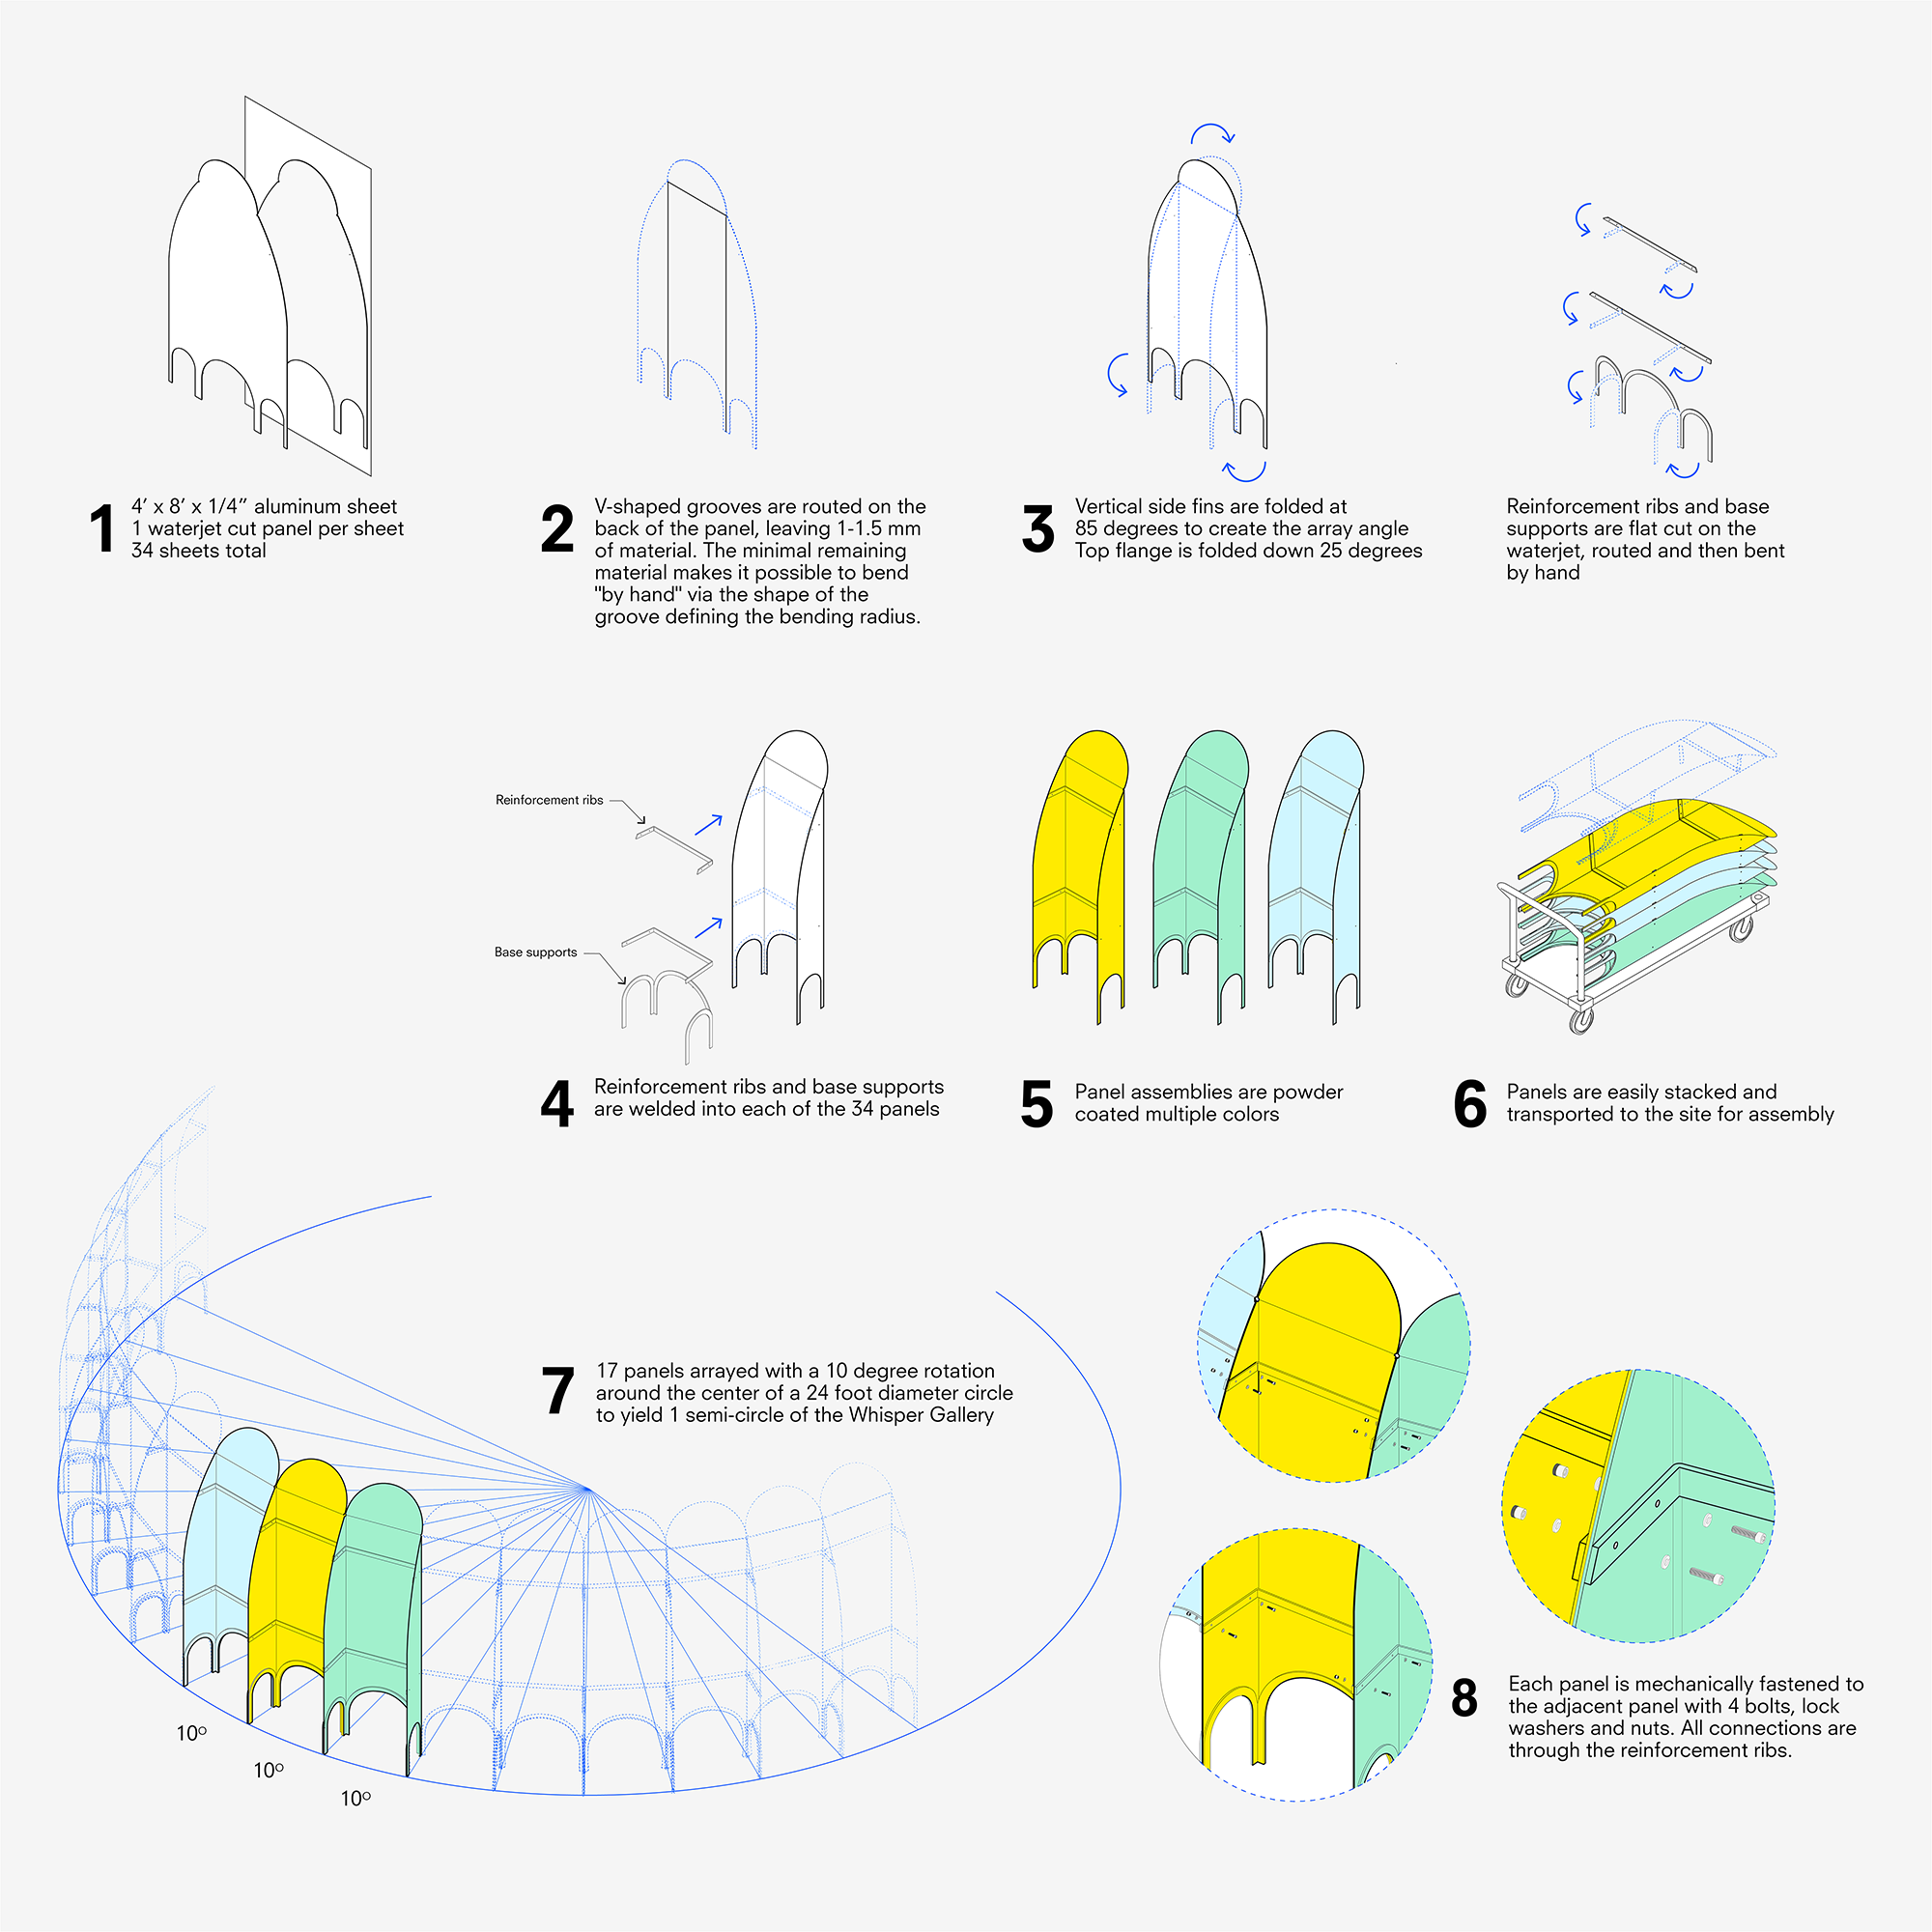 1
4’ x 8’ x 1/4” aluminum sheet
1 waterjet cut panel per sheet
34 sheets total
2
V-shaped grooves are routed on the
back of the panel, leaving 1-1.5 mm
of material. The minimal remaining
material makes it possible to bend
"by hand" via the shape of the
groove defining the bending radius.
3
Vertical side fins are folded at
85 degrees to create the array angle
Top flange is folded down 25 degrees
Reinforcement ribs and base
supports are flat cut on the
waterjet, routed and then bent
by hand
Reinforcement ribs
Base supports
4
Reinforcement ribs and base supports
are welded into each of the 34 panels
5
Panel assemblies are powder
coated multiple colors
6
Panels are easily stacked and
transported to the site for assembly
7
17 panels arrayed with a 10 degree rotation
around the center of a 24 foot diameter circle
to yield 1 semi-circle of the Whisper Gallery
10°
10°
10°
8
Each panel is mechanically fastened to
the adjacent panel with 4 bolts, lock
washers and nuts. All connections are
through the reinforcement ribs.